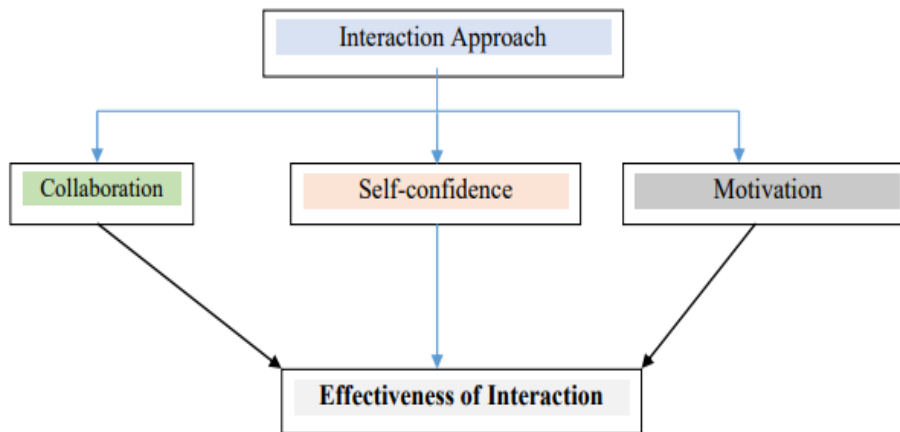 Interaction Approach
Collaboration
Self-confidence
Motivation
Effectiveness of Interaction